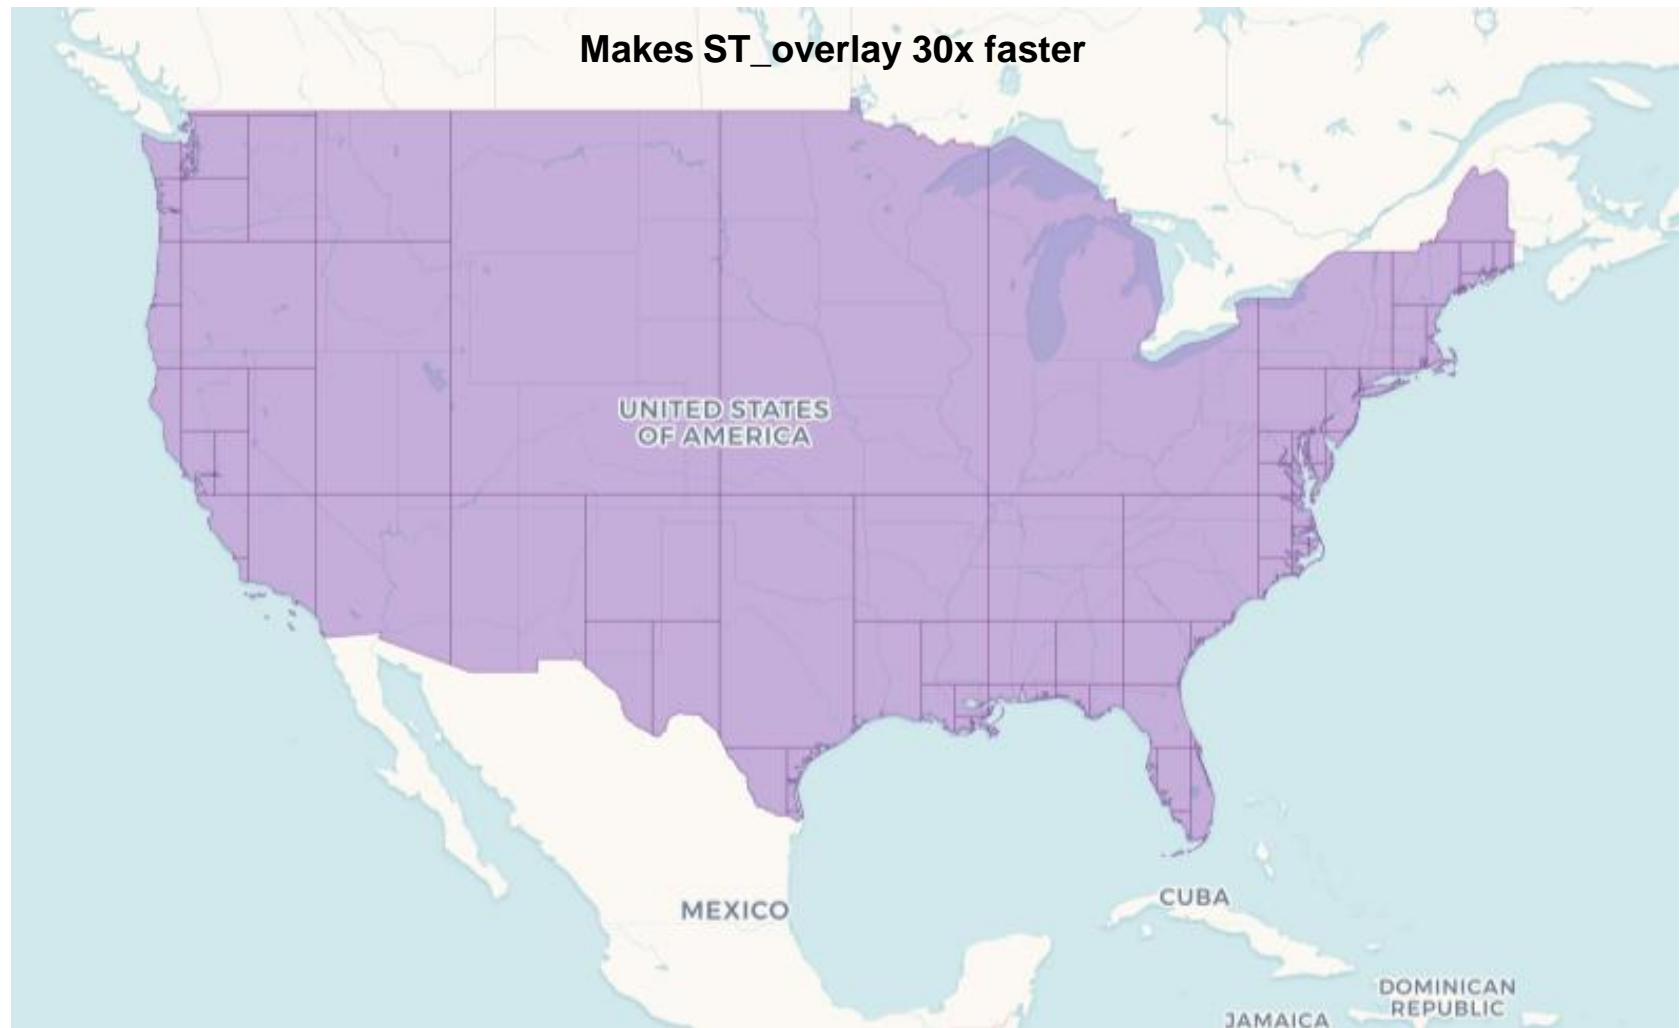 Makes ST_overlay 30x faster
UNITED STATES
OF AMERICA
MEXICO
CUBA
DOMINICAN
REPUBLIC
JAMAICA